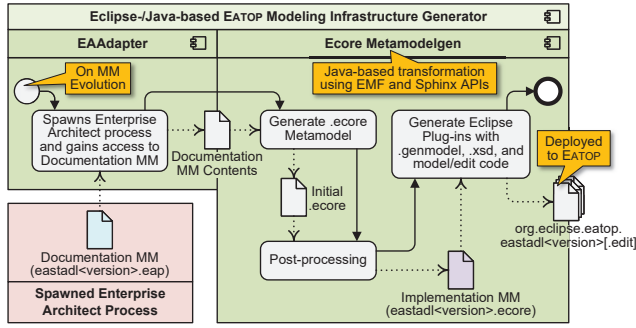 Eclipse-/Java-based EATOP Modeling Infrastructure Generator
EAAdapter
Ecore Metamodelgen
On MM
Evolution
Java-based transformation
using EMF and Sphinx APIs
Spawns Enterprise
Architect process
and gains access to
Documentation MM
Documentation
MM Contents
Generate .ecore
Metamodel
Generate Eclipse
Plug-ins with
.genmodel, .xsd, and
model/edit code
Deployed
to EATOP
Initial
.ecore
org.eclipse.eatop.
eastadl<version>[.edit]
Documentation MM
(eastadl<version>.eap)
Post-processing
Implementation MM
(eastadl<version>.ecore)
Spawned Enterprise
Architect Process